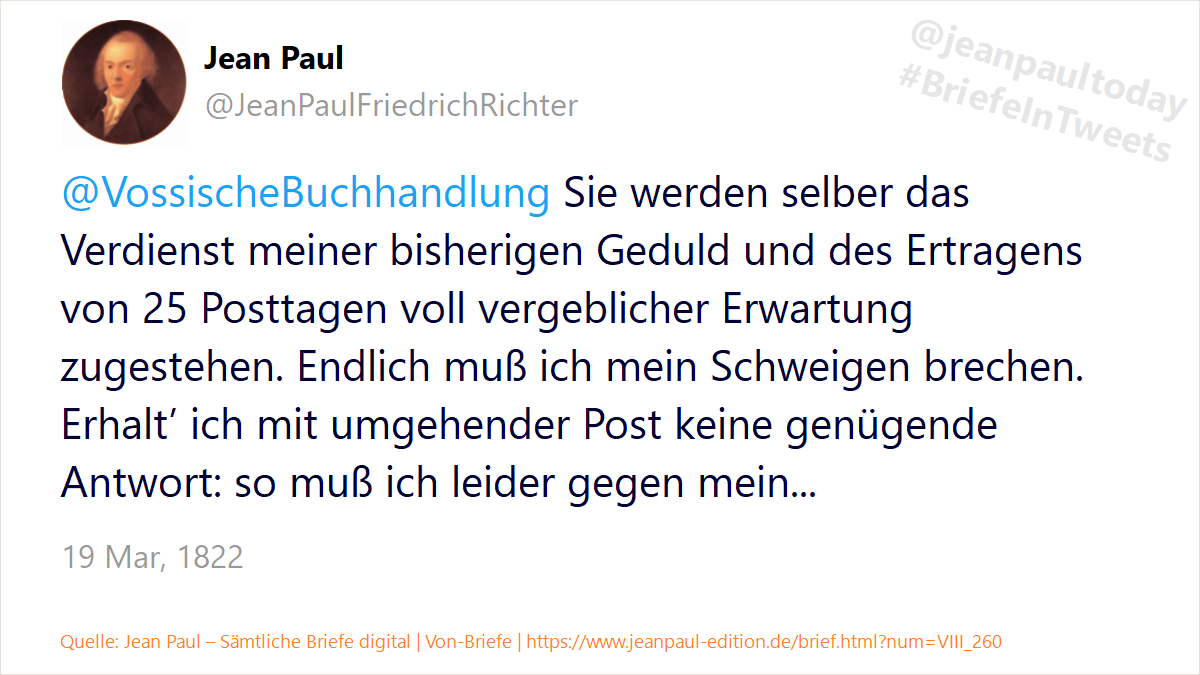 Jean Paul
@JeanPaulFriedrichRichter
@jeanpaultoday
#BriefeInTweets
@VossischeBuchhandlung Sie werden selber das
Verdienst meiner bisherigen Geduld und des Ertragens
von 25 Posttagen voll vergeblicher Erwartung
zugestehen. Endlich muß ich mein Schweigen brechen.
Erhalt’ ich mit umgehender Post keine genügende
Antwort: so muß ich leider gegen mein...
19 Mar, 1822
Quelle: Jean Paul – Sämtliche Briefe digital | Von-Briefe | https://www.jeanpaul-edition.de/brief.html?num=VIII_260